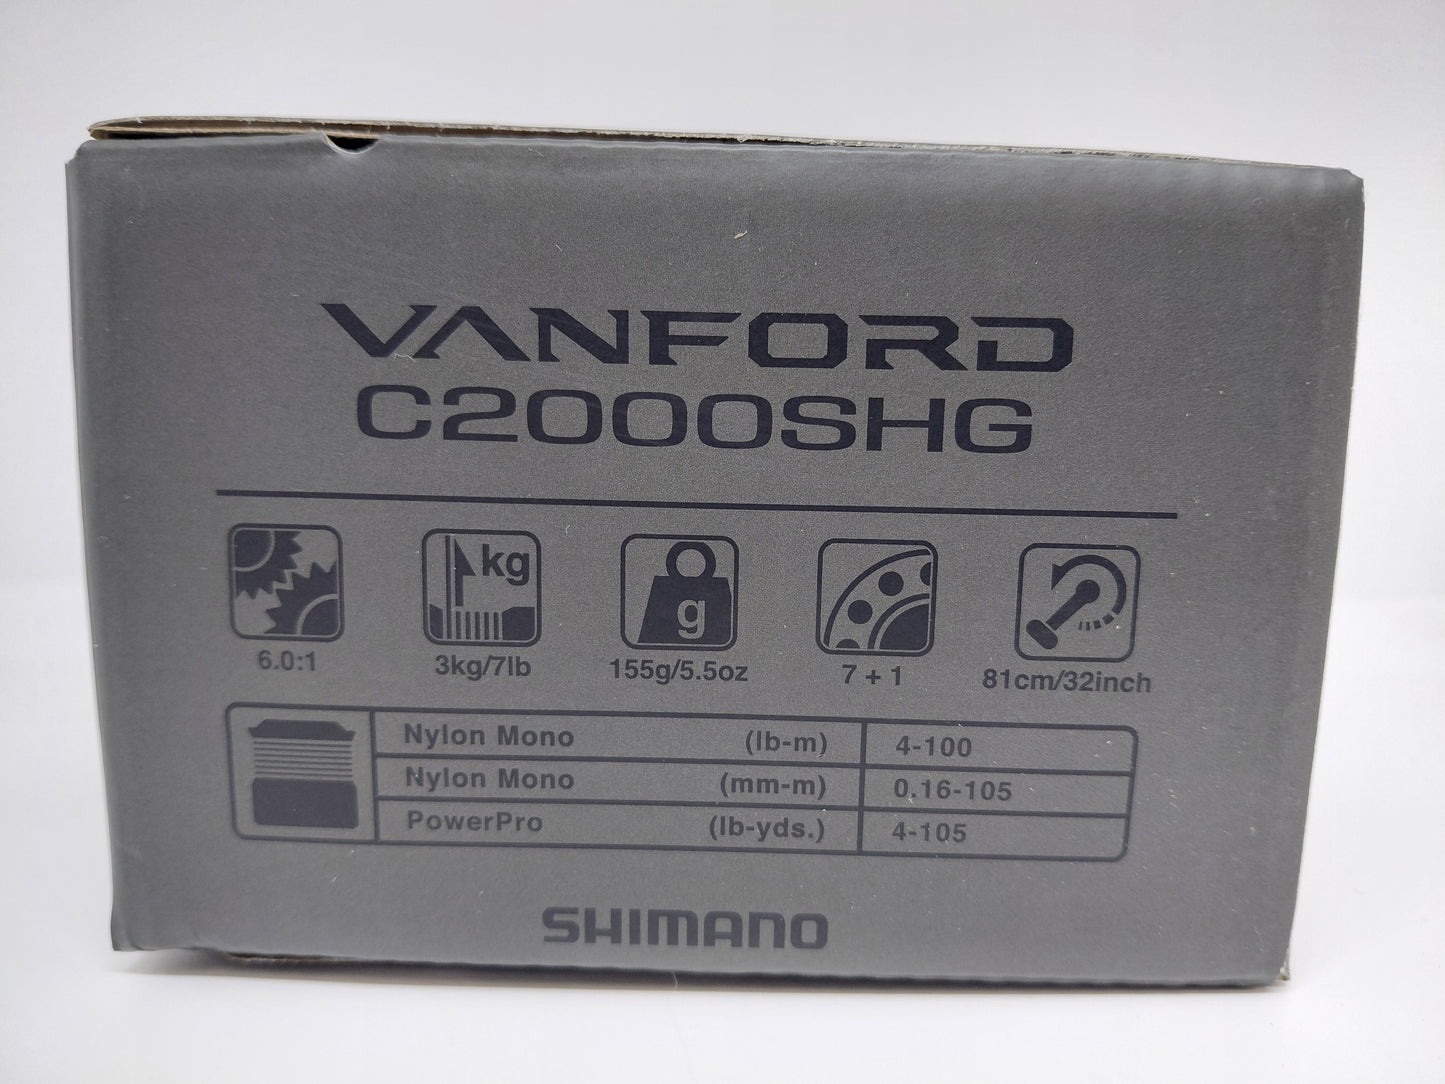 VANFORD
C2000SHG
kg
g
6.0:1 3kg/7lb 155g/5.5oz 7 + 1 81cm/32inch
Nylon Mono (lb-m) 4-100
Nylon Mono (mm-m) 0.16-105
PowerPro (lb-yds.) 4-105
SHIMANO